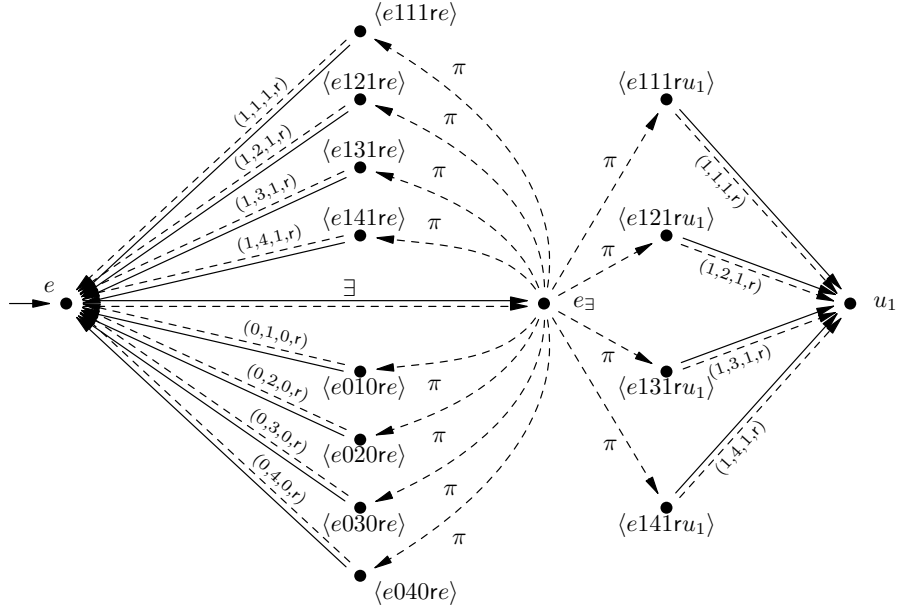 ⟨e111re⟩
π
⟨e121re⟩
⟨e111ru₁⟩
(1,1,1,r)
π
(1,2,1,r)
⟨e131re⟩
π
π
(1,1,1,r)
(1,3,1,r)
⟨e141re⟩
π
⟨e121ru₁⟩
(1,4,1,r)
π
(1,2,1,r)
e
∃
e∃
u₁
(0,1,0,r)
⟨e010re⟩
π
π
⟨e131ru₁⟩
(1,3,1,r)
(0,2,0,r)
⟨e020re⟩
π
π
(1,4,1,r)
(0,3,0,r)
⟨e030re⟩
π
⟨e141ru₁⟩
(0,4,0,r)
π
⟨e040re⟩